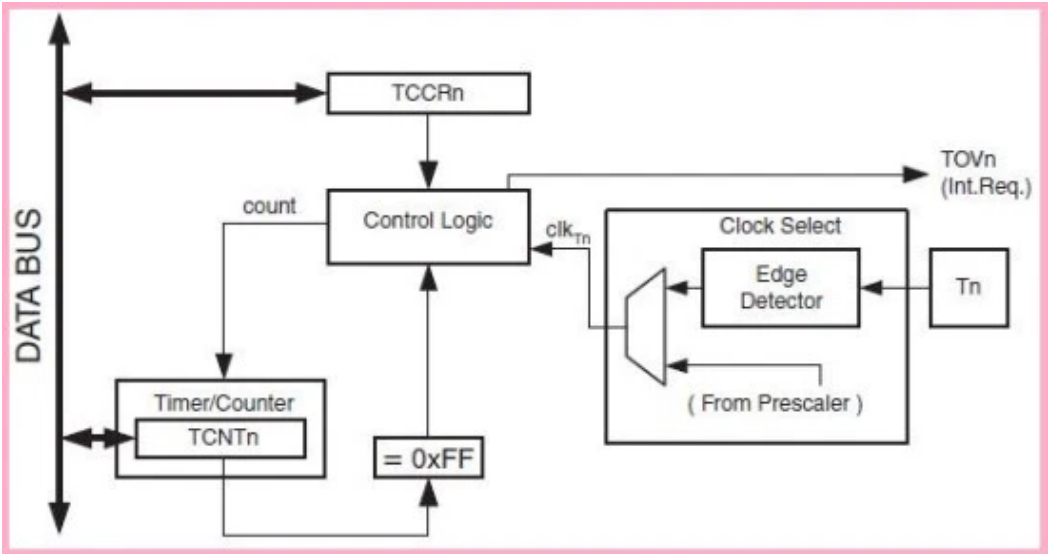 DATA BUS
TCCRn
TOVn
(Int.Req.)
count
Control Logic
clkTn
Clock Select
Edge
Detector
Tn
Timer/Counter
TCNTn
( From Prescaler )
= 0xFF